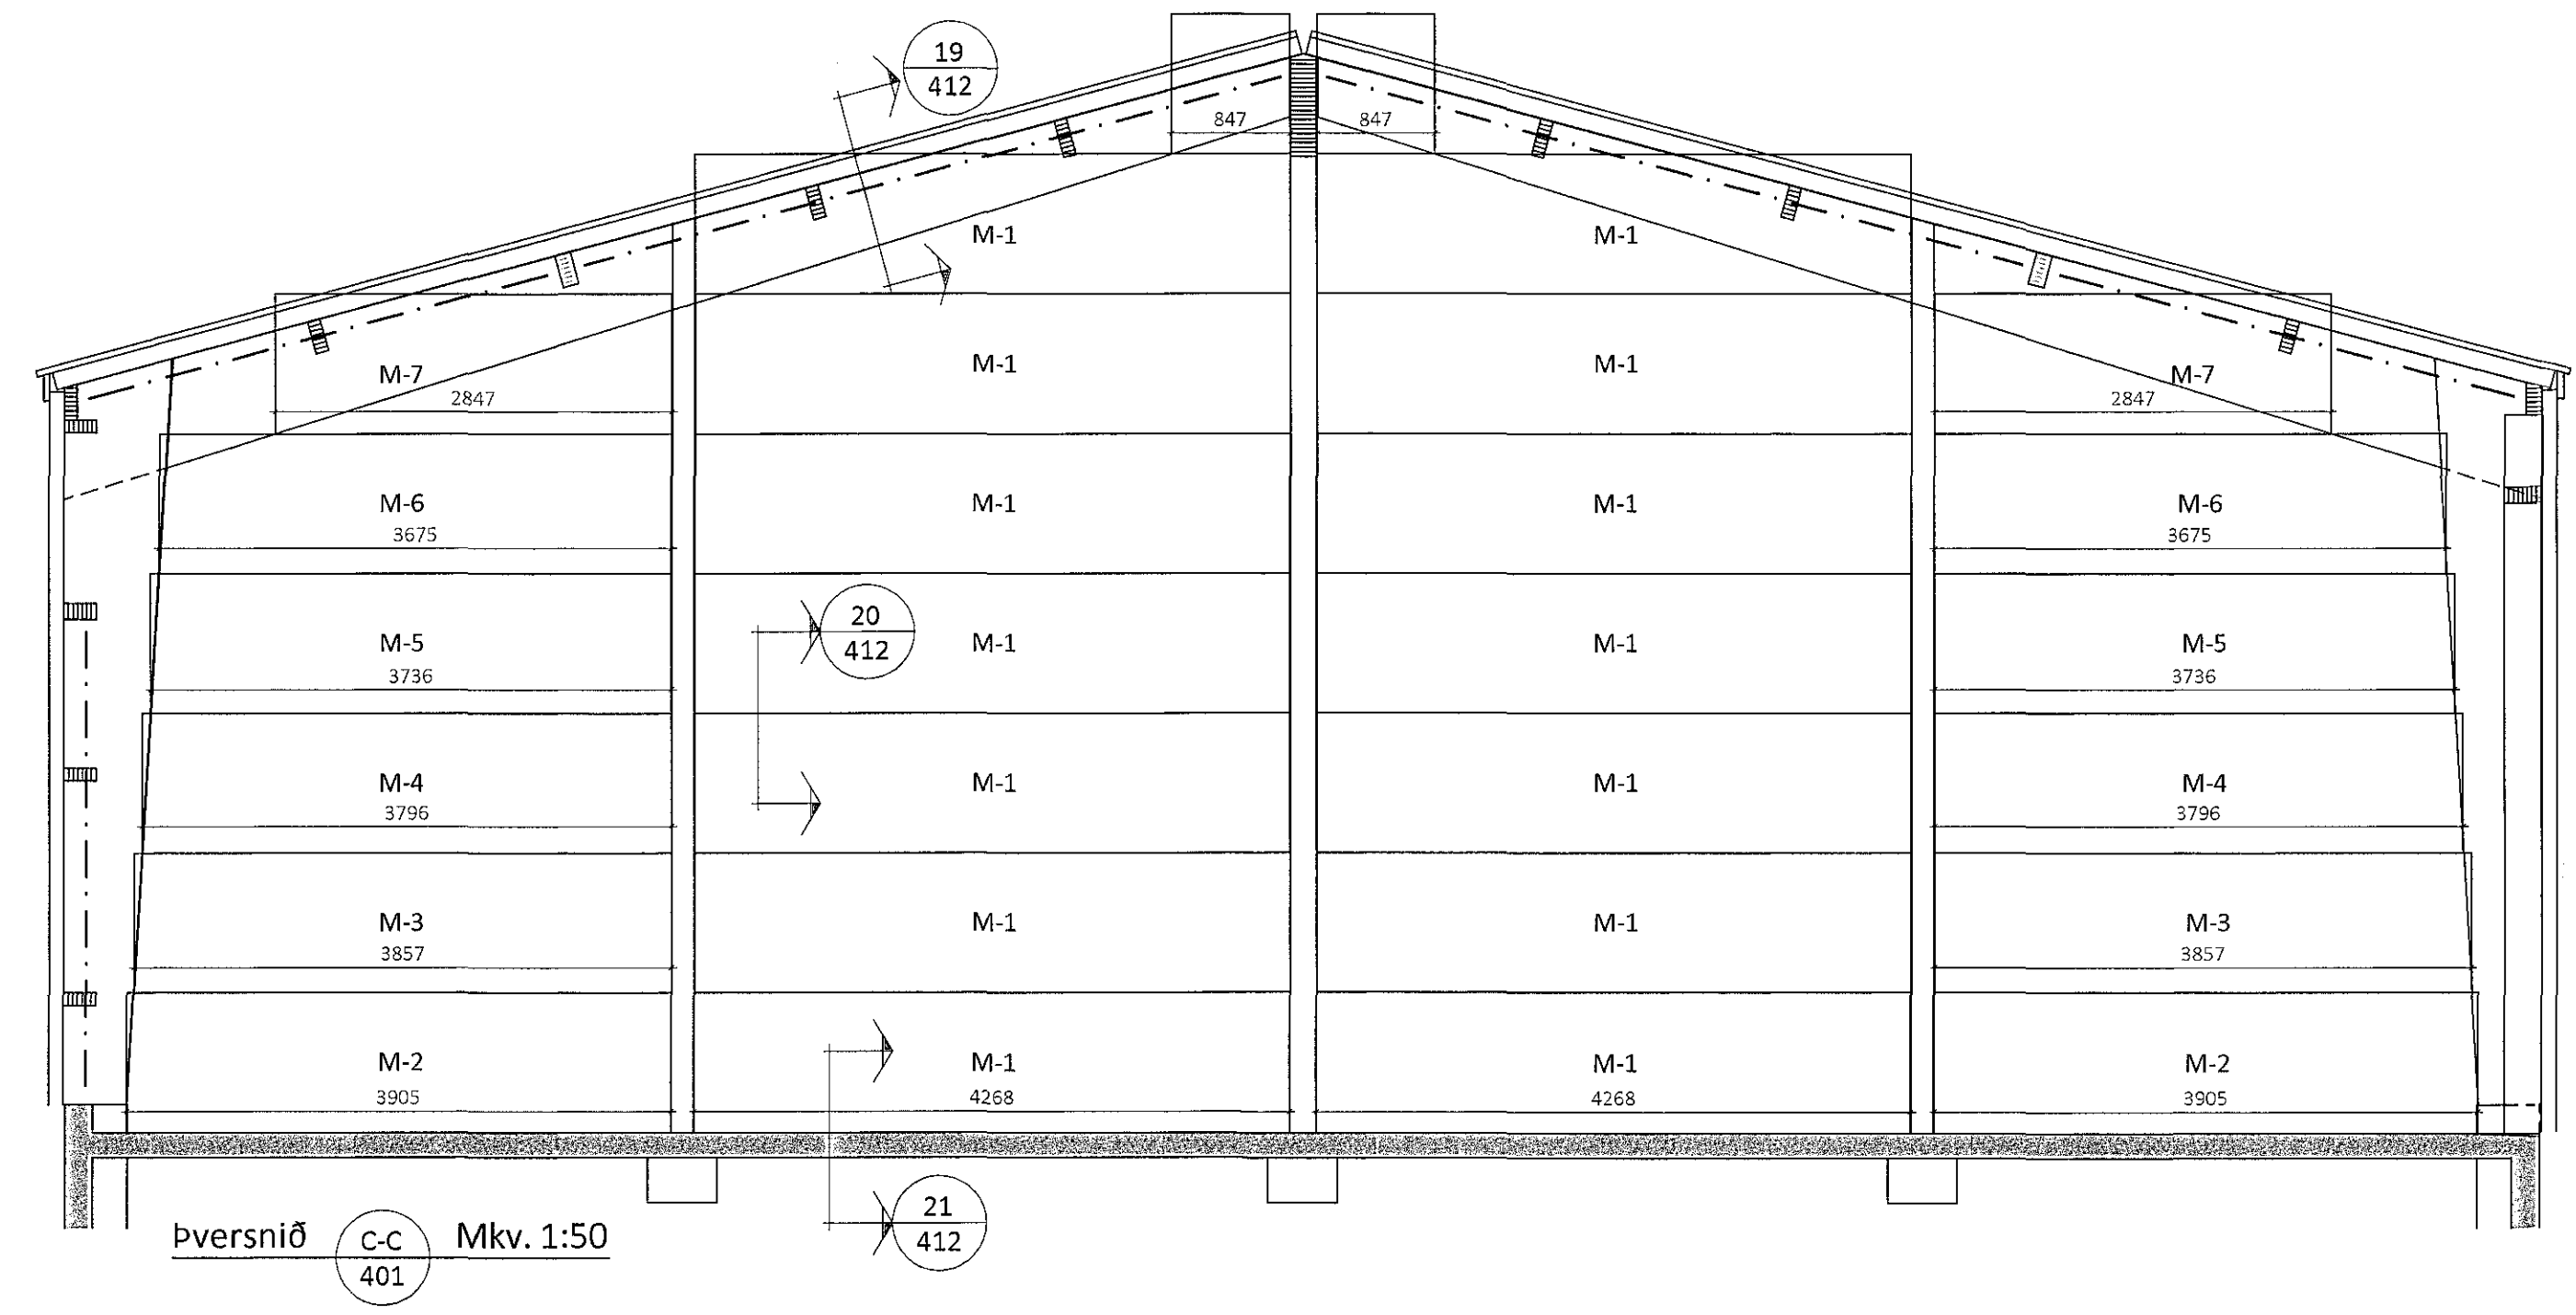 19
412
847 847
M-1 M-1
M-7 M-1 M-1 M-7
2847 2847
M-6 M-1 M-1 M-6
3675 3675
20
412
M-5 M-1 M-1 M-5
3736 3736
M-4 M-1 M-1 M-4
3796 3796
M-3 M-1 M-1 M-3
3857 3857
M-2 M-1 M-1 M-2
3905 4268 4268 3905
21
412
Þversnið C-C Mkv. 1:50
401